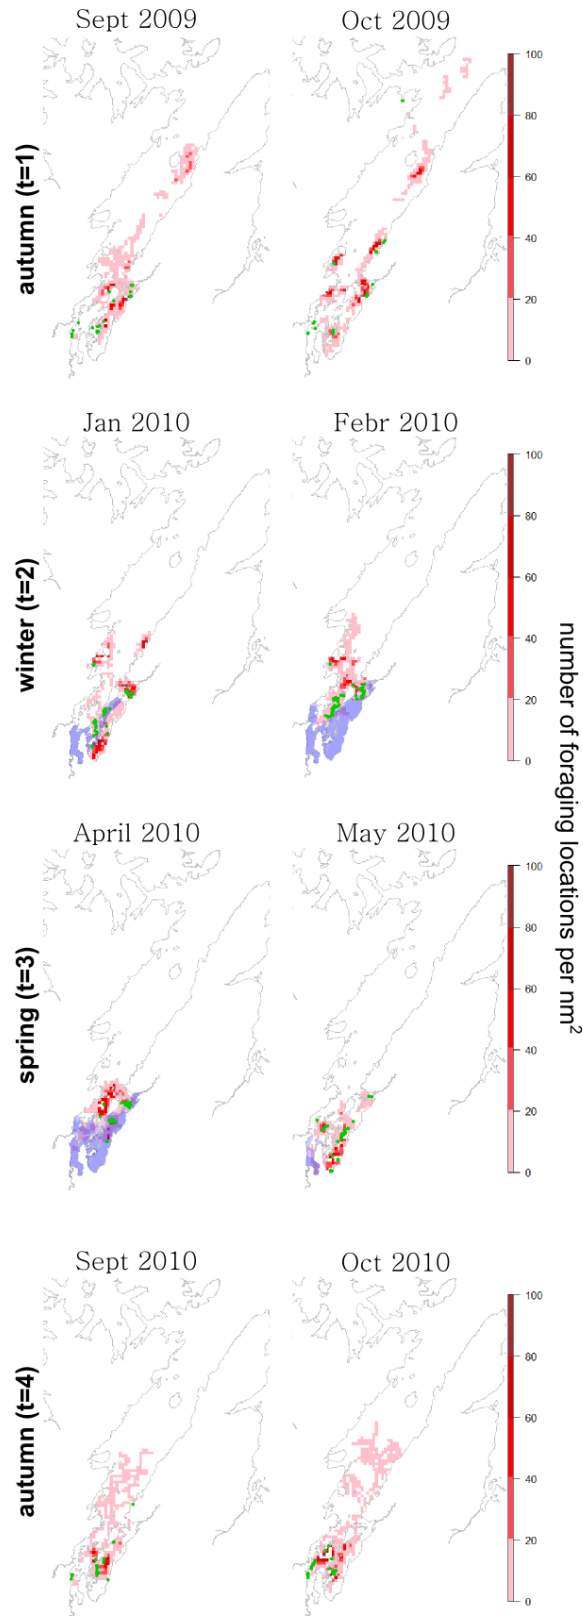 Sept 2009
Oct 2009
autumn (t=1)
100
80
60
40
20
0
Jan 2010
Febr 2010
winter (t=2)
100
80
60
40
20
0
number of foraging locations per nm²
April 2010
May 2010
spring (t=3)
100
80
60
40
20
0
Sept 2010
Oct 2010
autumn (t=4)
100
80
60
40
20
0